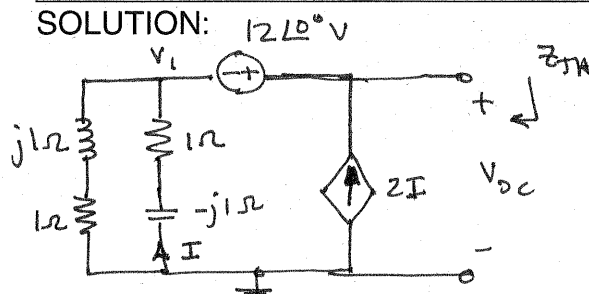 SOLUTION:
12∠0° V
V₁
- +
Z_TH
+
j1Ω
1Ω
2I
V_OC
1Ω
-j1Ω
I
-